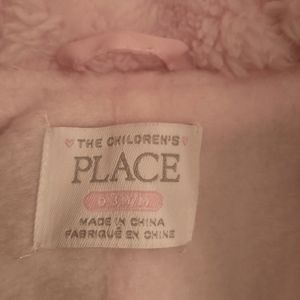 THE CHILDREN'S
PLACE
MADE IN CHINA
FABRIQUÉ EN CHINE